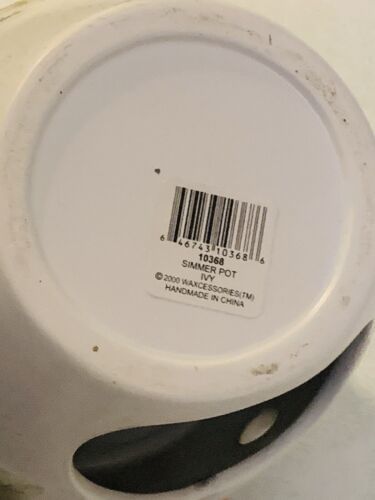 6 46743 10368 6
10368
SIMMER POT
IVY
©2000 WAXCESSORIES(TM)
HANDMADE IN CHINA